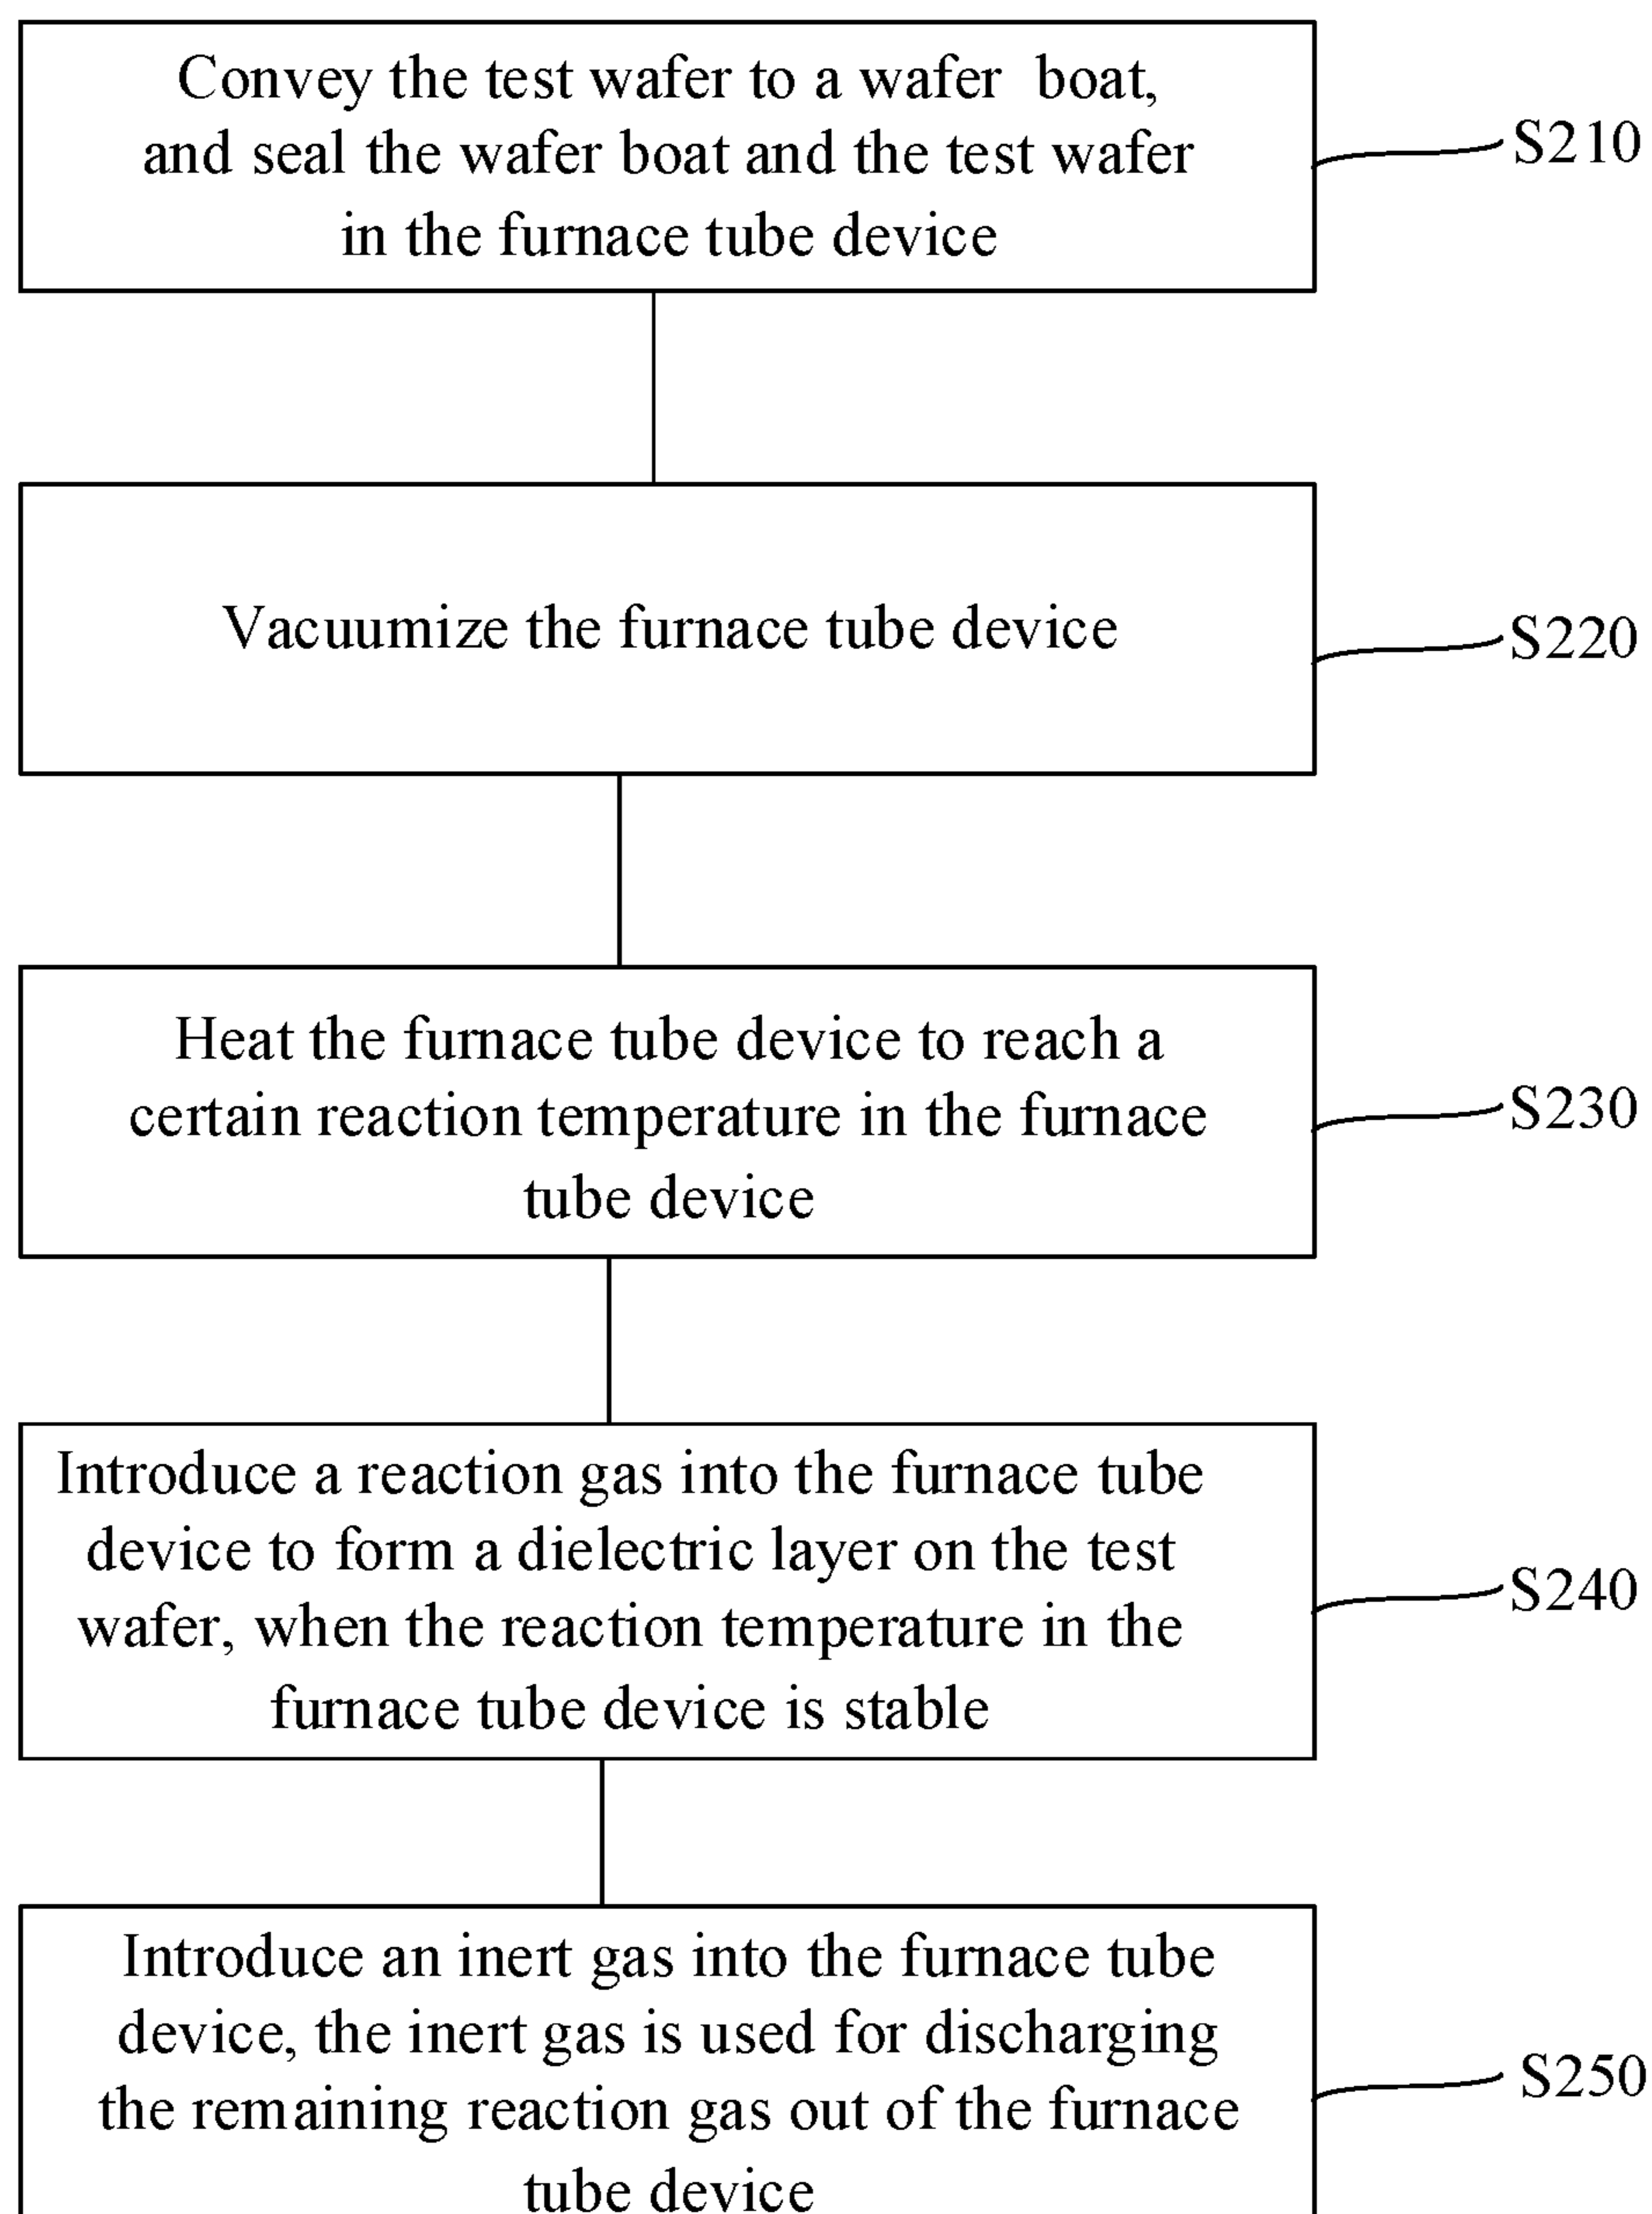 Convey the test wafer to a wafer boat,
and seal the wafer boat and the test wafer
in the furnace tube device
S210
Vacuumize the furnace tube device
S220
Heat the furnace tube device to reach a
certain reaction temperature in the furnace
tube device
S230
Introduce a reaction gas into the furnace tube
device to form a dielectric layer on the test
wafer, when the reaction temperature in the
furnace tube device is stable
S240
Introduce an inert gas into the furnace tube
device, the inert gas is used for discharging
the remaining reaction gas out of the furnace
tube device
S250